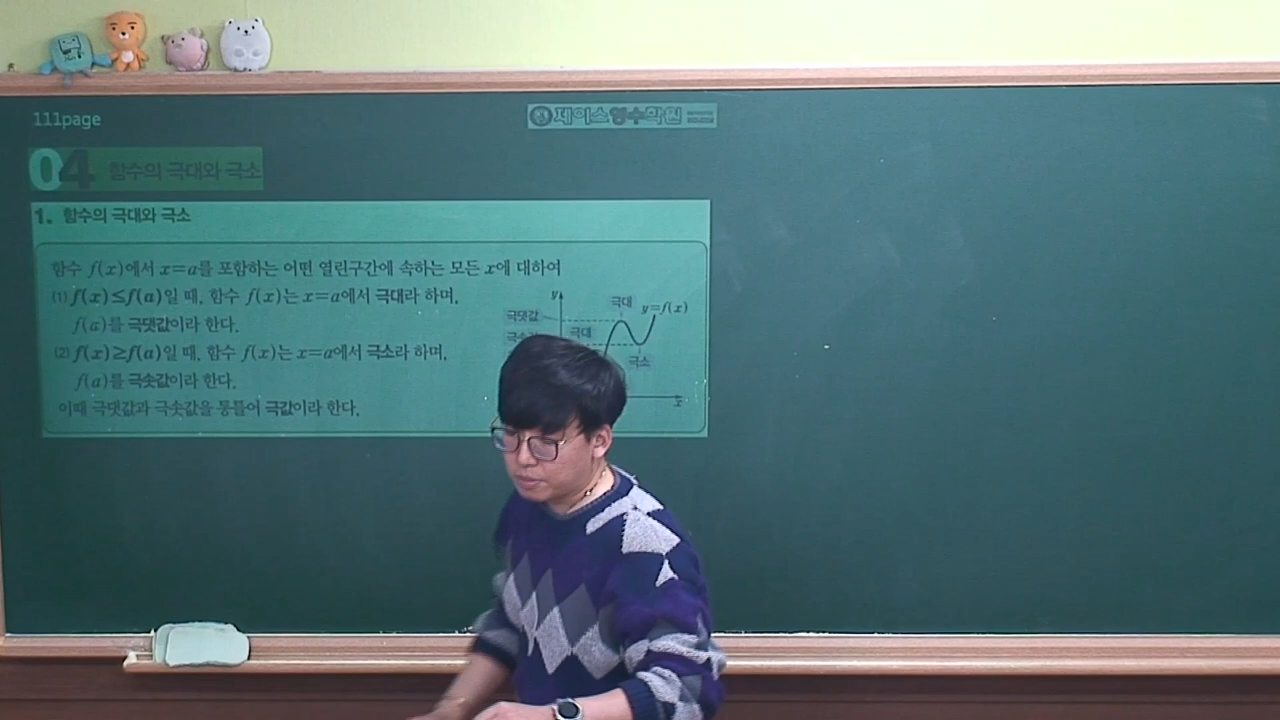 111page
제이스영수학원
04 함수의 극대와 극소
1. 함수의 극대와 극소
함수 f(x)에서 x=a를 포함하는 어떤 열린구간에 속하는 모든 x에 대하여
(1) f(x)≤f(a)일 때, 함수 f(x)는 x=a에서 극대라 하며,
f(a)를 극댓값이라 한다.
(2) f(x)≥f(a)일 때, 함수 f(x)는 x=a에서 극소라 하며,
f(a)를 극솟값이라 한다.
이때 극댓값과 극솟값을 통틀어 극값이라 한다.
y
극대
y=f(x)
극댓값
극대
극소
x